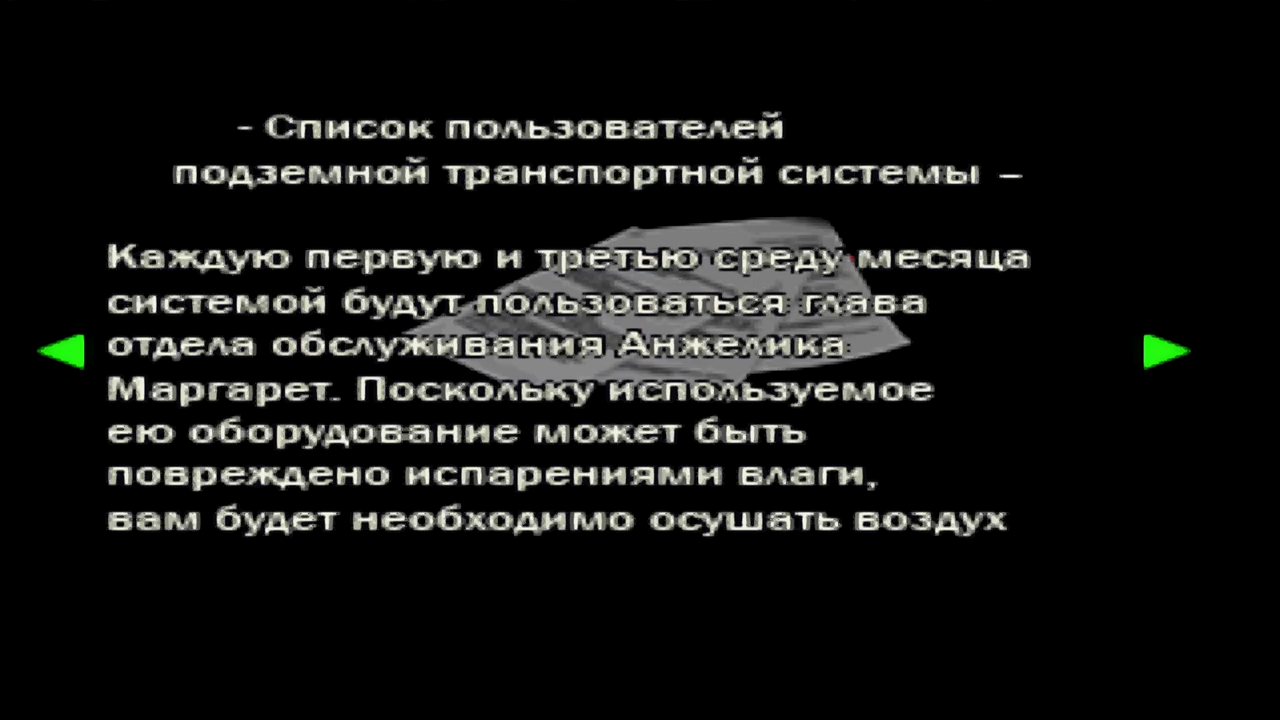 - Список пользователей
подземной транспортной системы –
Каждую первую и третью среду месяца
системой будут пользоваться глава
отдела обслуживания Анжелика
Маргарет. Поскольку используемое
ею оборудование может быть
повреждено испарениями влаги,
вам будет необходимо осушать воздух